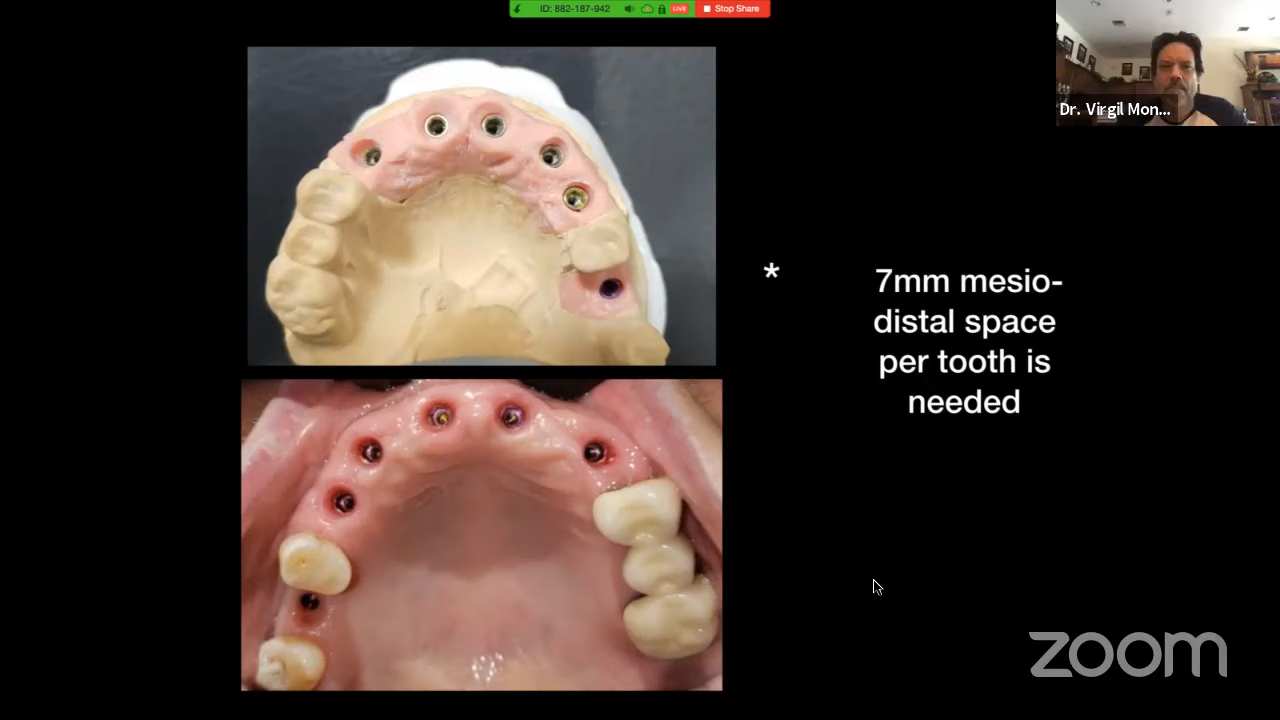 ID: 882-187-942
LIVE
Stop Share
Dr. Virgil Mon...
* 7mm mesio-
distal space
per tooth is
needed
zoom